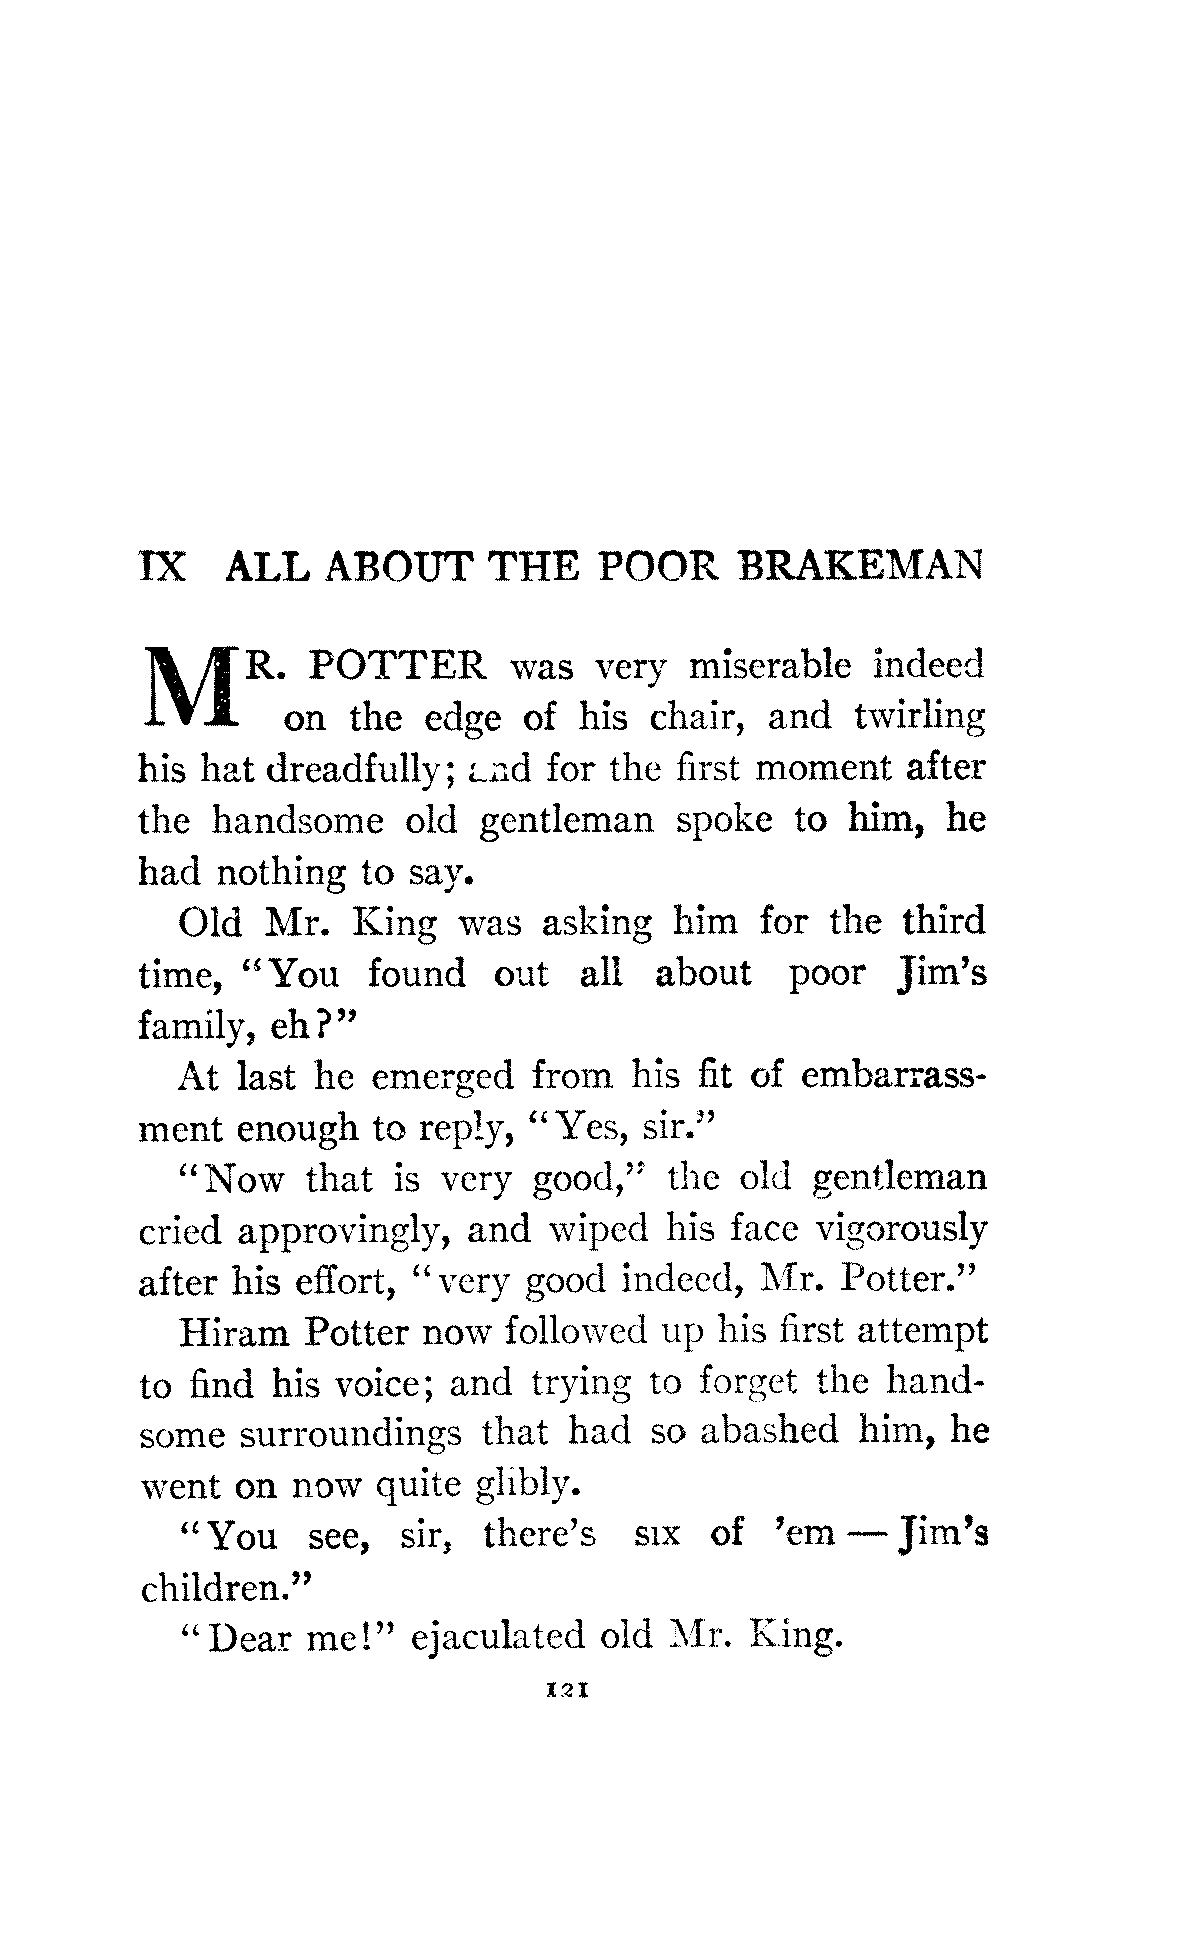 IX ALL ABOUT THE POOR BRAKEMAN
MR. POTTER was very miserable indeed
on the edge of his chair, and twirling
his hat dreadfully; and for the first moment after
the handsome old gentleman spoke to him, he
had nothing to say.
Old Mr. King was asking him for the third
time, "You found out all about poor Jim's
family, eh?"
At last he emerged from his fit of embarrass-
ment enough to reply, "Yes, sir."
"Now that is very good," the old gentleman
cried approvingly, and wiped his face vigorously
after his effort, "very good indeed, Mr. Potter."
Hiram Potter now followed up his first attempt
to find his voice; and trying to forget the hand-
some surroundings that had so abashed him, he
went on now quite glibly.
"You see, sir, there's six of 'em — Jim's
children."
"Dear me!" ejaculated old Mr. King.
121